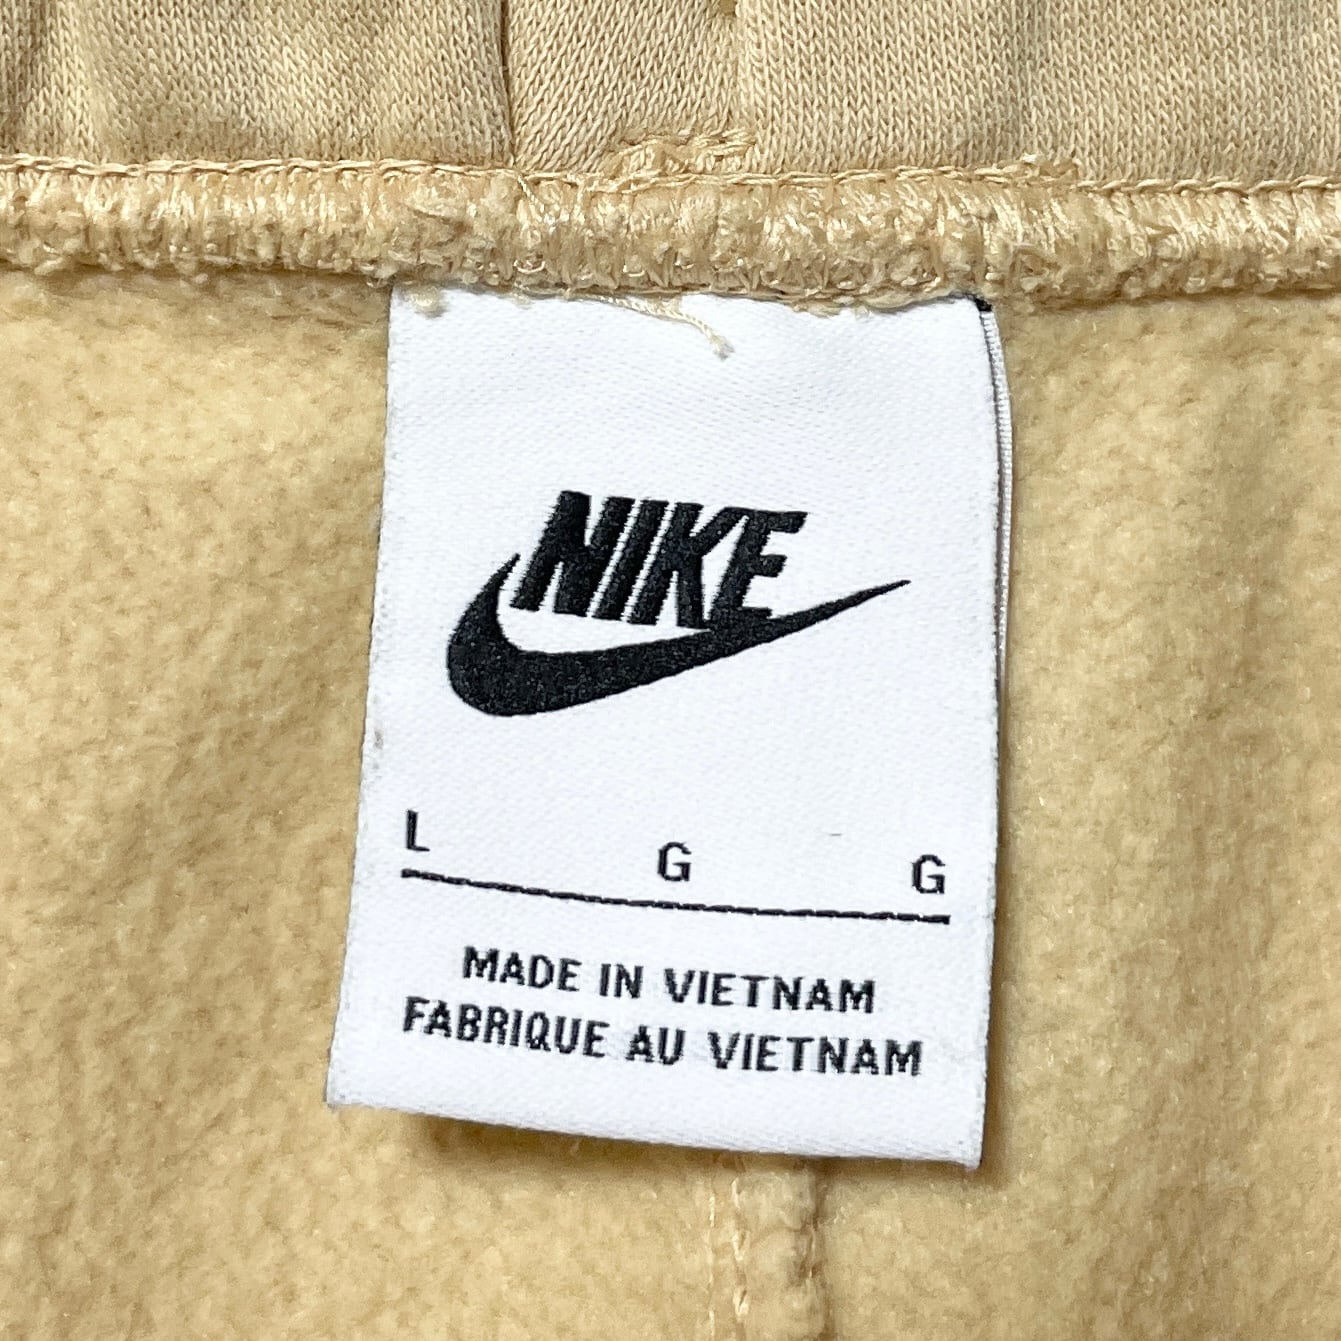 NIKE
L G G
MADE IN VIETNAM
FABRIQUE AU VIETNAM